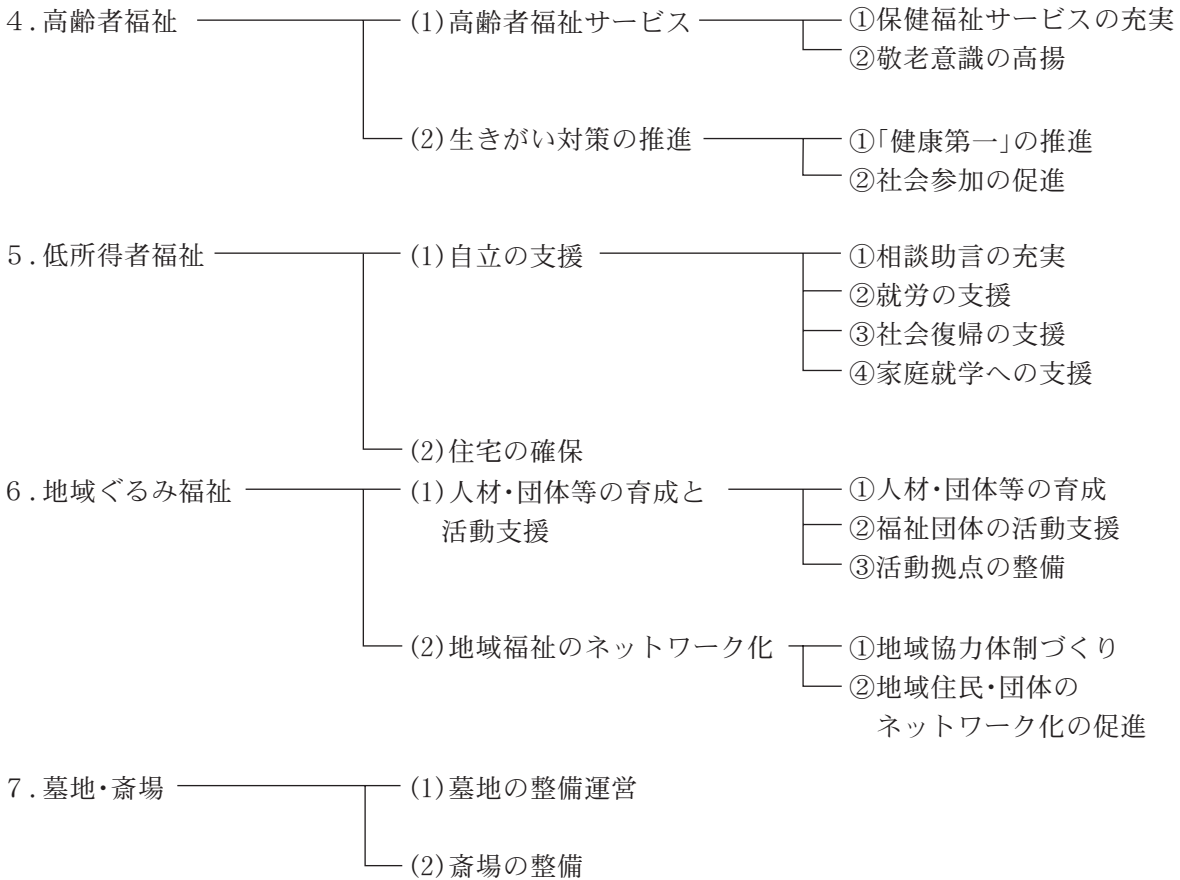 ４.高齢者福祉 (1)高齢者福祉サービス ①保健福祉サービスの充実
②敬老意識の高揚
(2)生きがい対策の推進 ①｢健康第一｣の推進
②社会参加の促進
５.低所得者福祉 (1)自立の支援 ①相談助言の充実
②就労の支援
③社会復帰の支援
④家庭就学への支援
(2)住宅の確保
６.地域ぐるみ福祉 (1)人材･団体等の育成と ①人材･団体等の育成
活動支援 ②福祉団体の活動支援
③活動拠点の整備
(2)地域福祉のネットワーク化 ①地域協力体制づくり
②地域住民･団体の
ネットワーク化の促進
７.墓地･斎場 (1)墓地の整備運営
(2)斎場の整備